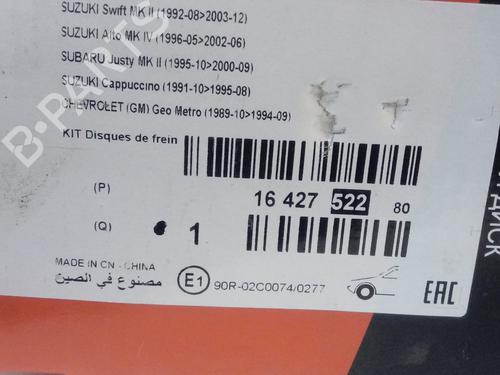 SUZUKI Swift MK II (1992-08>2003-12)
SUZUKI Alto MK IV (1996-05>2002-06)
SUBARU Justy MK II (1995-10>2000-09)
SUZUKI Cappuccino (1991-10>1995-08)
CHEVROLET (GM) Geo Metro (1989-10>1994-09)
KIT Disques de frein
(P)
16 427 522 80
(Q)
1
MADE IN CN - CHINA
مصنوع في الصين
E1 90R-02C0074/0277
EAC
ДИСК
B-PARTS